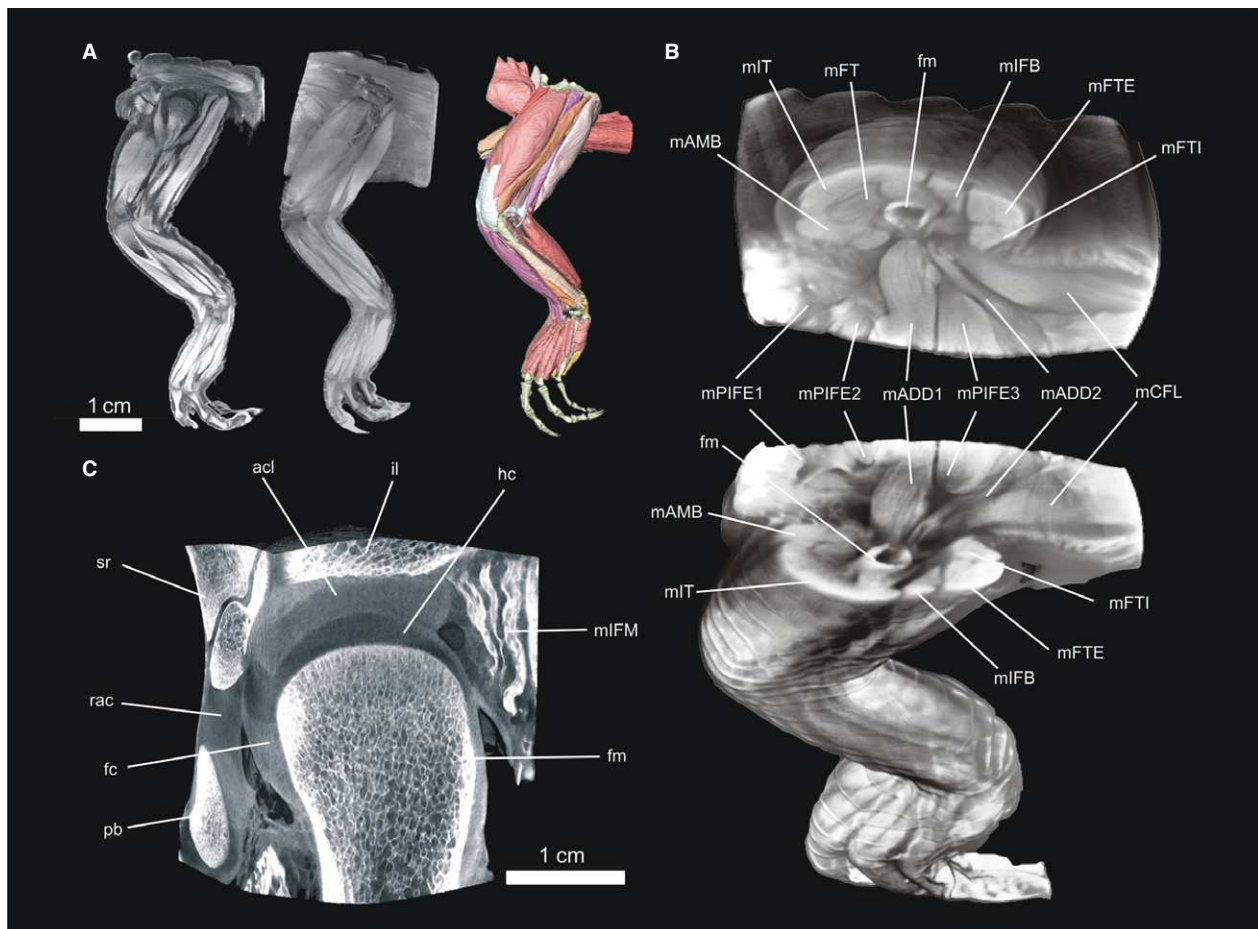 A
1 cm
B
mIT
mFT
fm
mIFB
mFTE
mAMB
mFTI
mPIFE1
mPIFE2
mADD1
mPIFE3
mADD2
mCFL
fm
mAMB
mIT
mFTI
mFTE
mIFB
C
acl
il
hc
sr
mIFM
rac
fc
fm
pb
1 cm